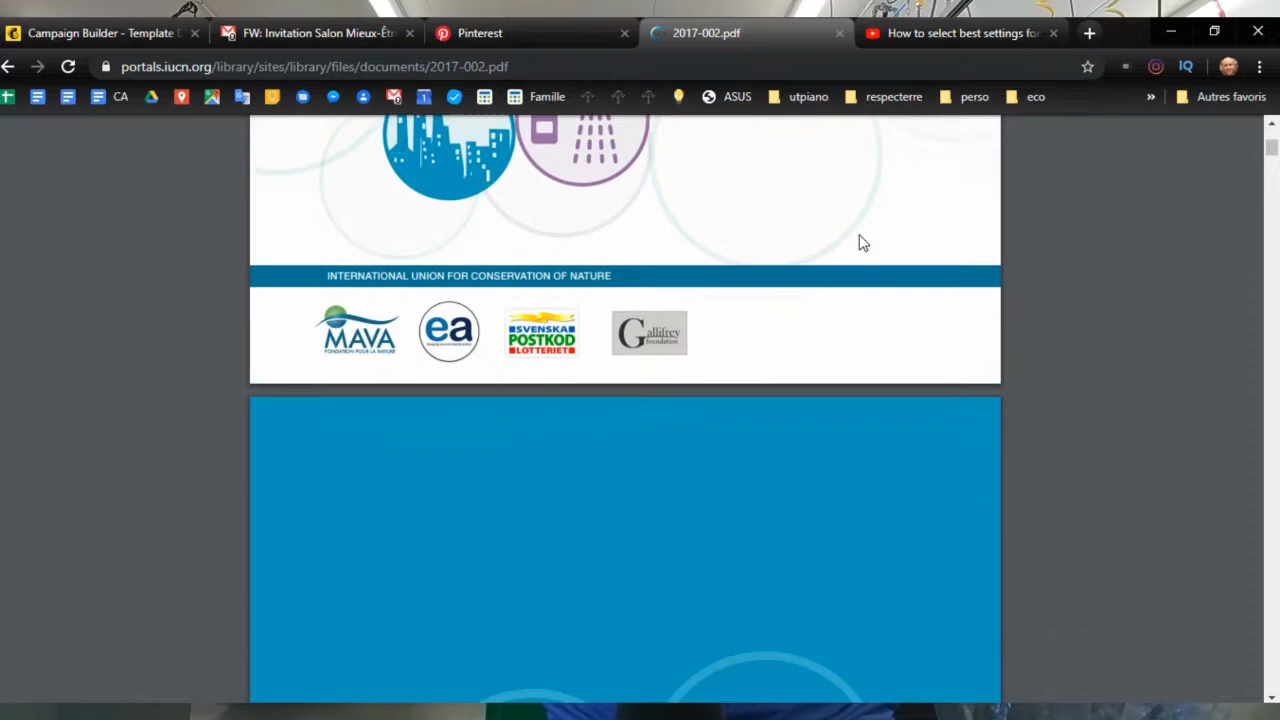 Campaign Builder - Template D
FW: Invitation Salon Mieux-Êtr
Pinterest
2017-002.pdf
How to select best settings for
portals.iucn.org/library/sites/library/files/documents/2017-002.pdf
CA
Famille
ASUS
utpiano
respecterre
perso
eco
Autres favoris
INTERNATIONAL UNION FOR CONSERVATION OF NATURE
MAVA
FONDATION POUR LA NATURE
ea
SVENSKA
POSTKOD
LOTTERIET
Gallifrey
foundation